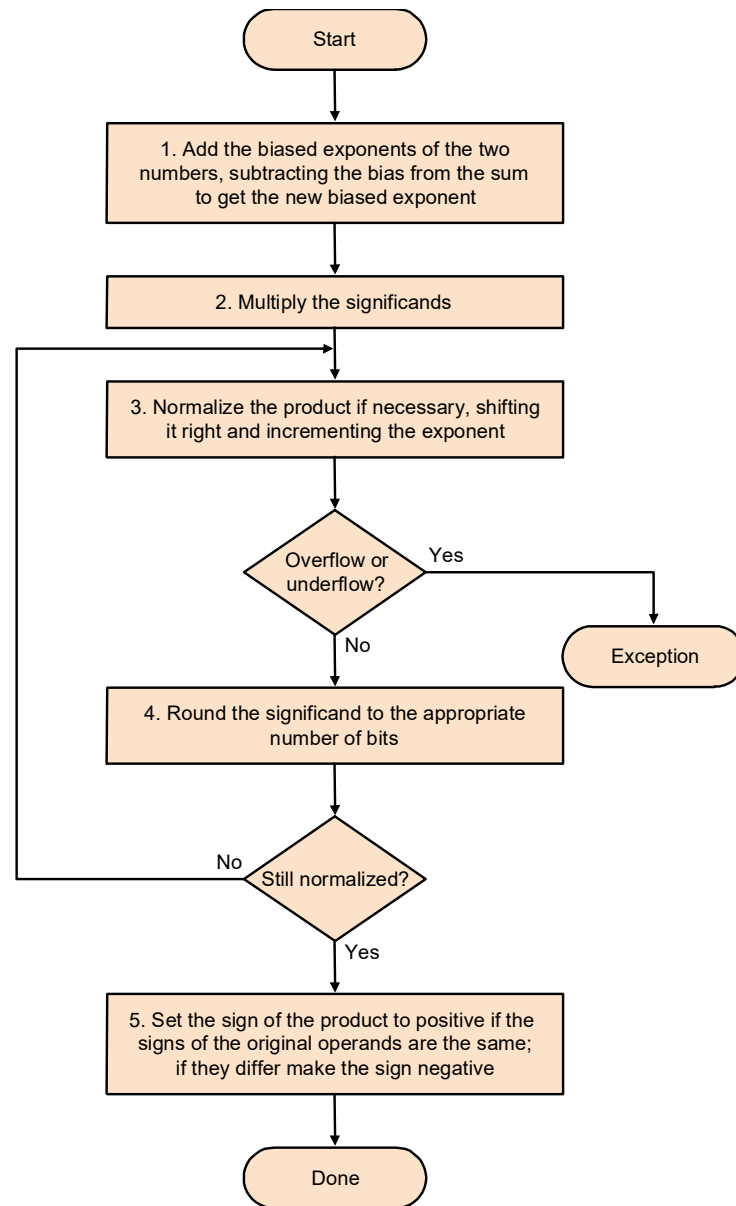 Start
1. Add the biased exponents of the two
numbers, subtracting the bias from the sum
to get the new biased exponent
2. Multiply the significands
3. Normalize the product if necessary, shifting
it right and incrementing the exponent
Overflow or
underflow?
Yes
No
Exception
4. Round the significand to the appropriate
number of bits
No
Still normalized?
Yes
5. Set the sign of the product to positive if the
signs of the original operands are the same;
if they differ make the sign negative
Done